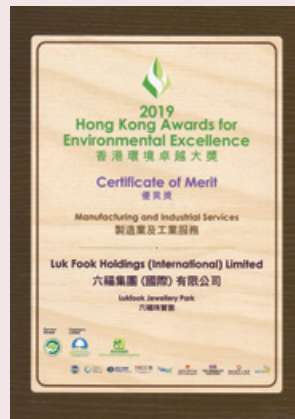 2019
Hong Kong Awards for
Environmental Excellence
香港環境卓越大獎
Certificate of Merit
優異獎
Manufacturing and Industrial Services
製造業及工業服務
Luk Fook Holdings (International) Limited
六福集團 (國際) 有限公司
Lukfook Jewellery Park
六福珠寶園